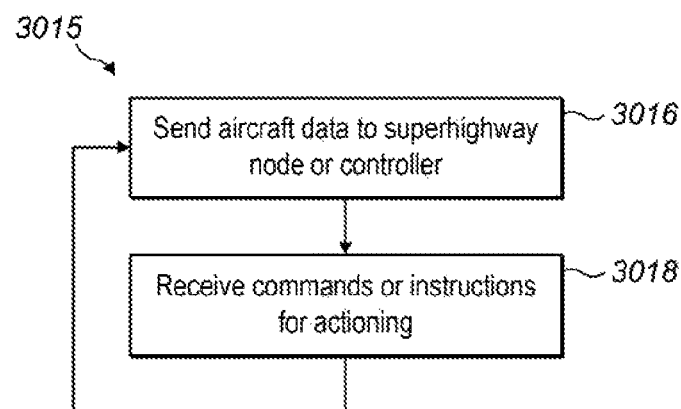 3015
Send aircraft data to superhighway
node or controller
3016
Receive commands or instructions
for actioning
3018